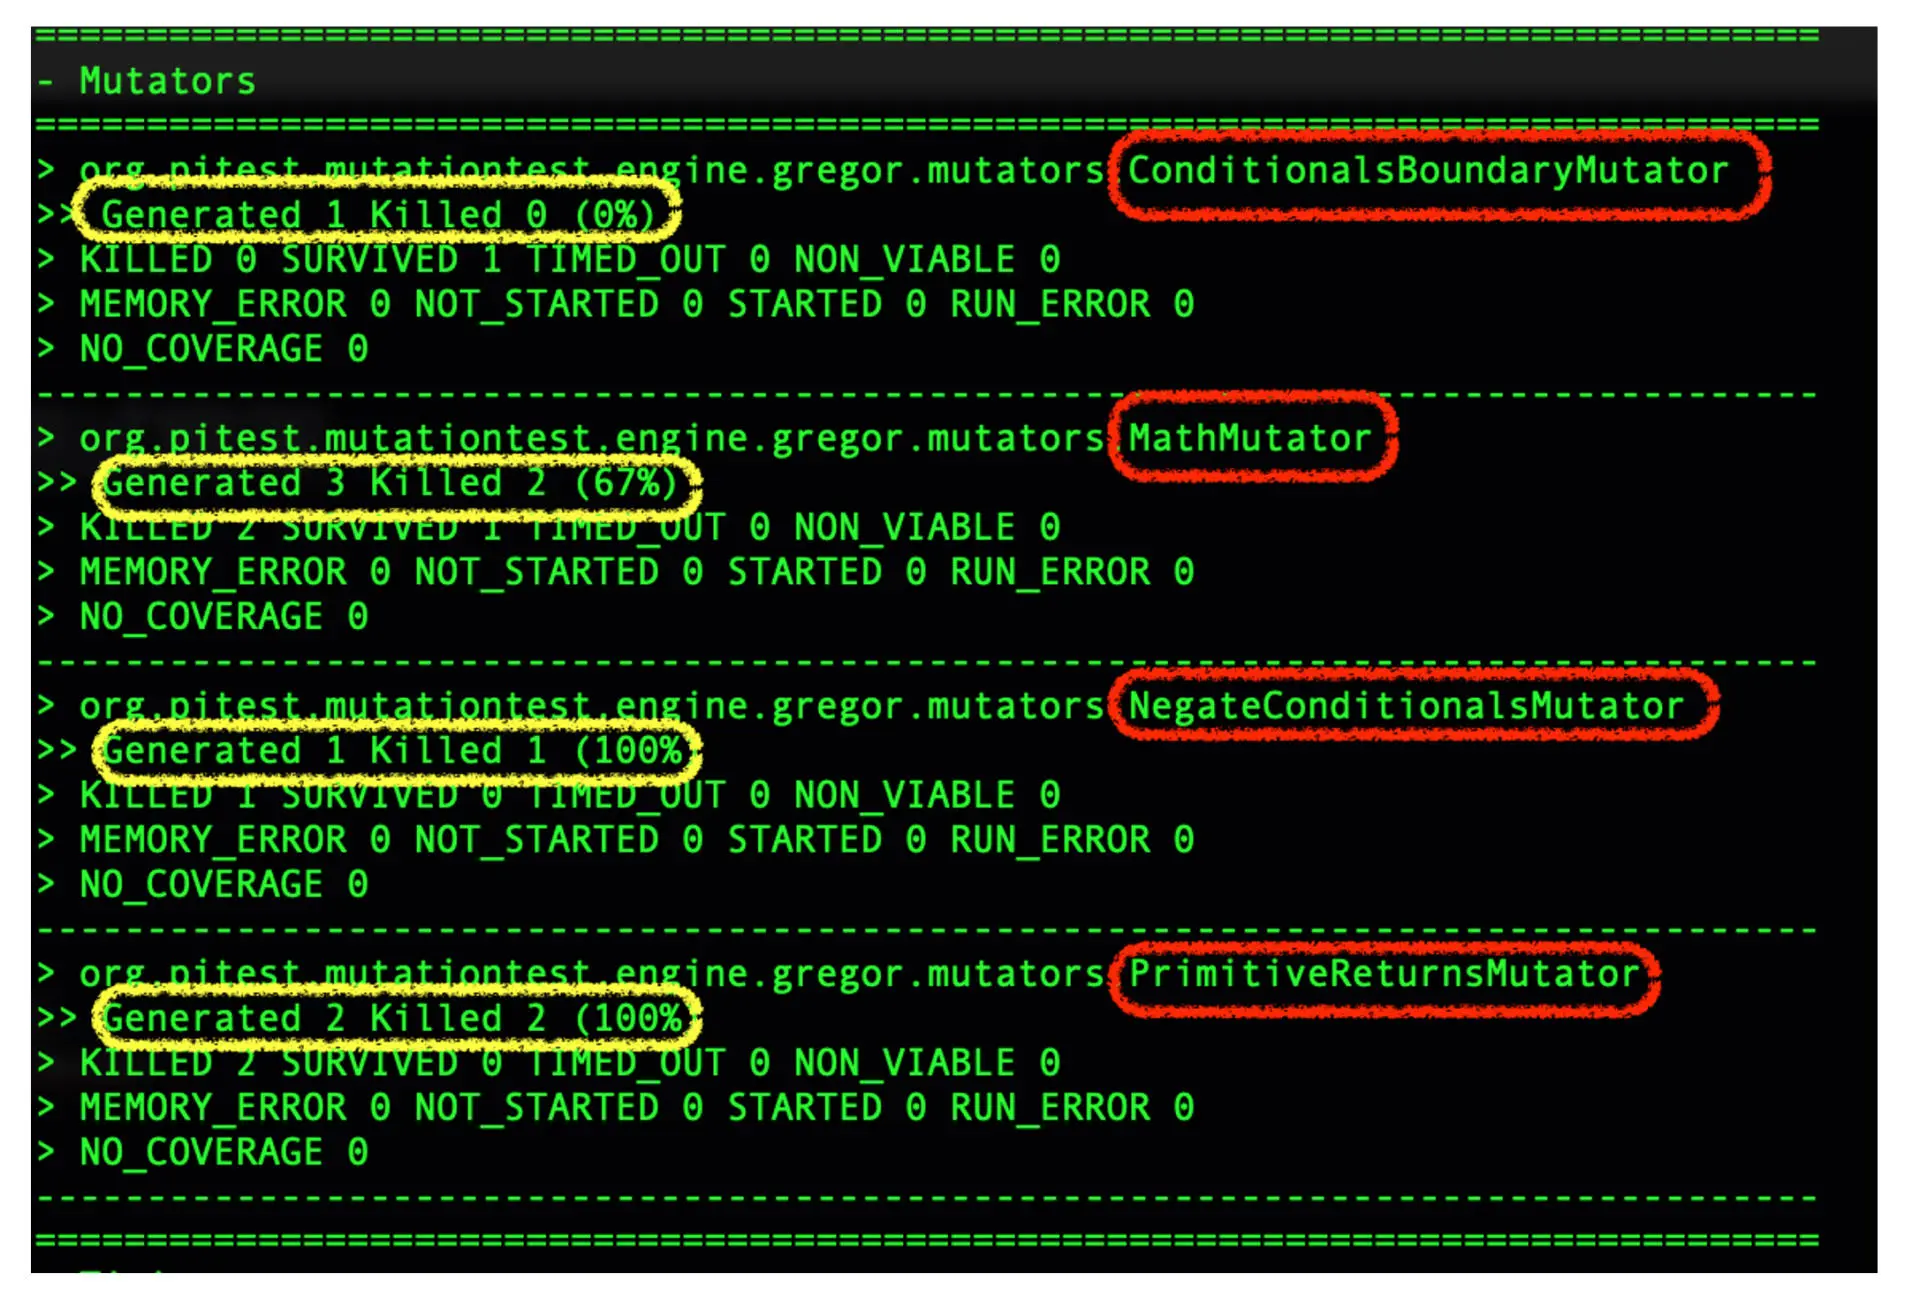 ================================================================================
- Mutators
================================================================================
> org.pitest.mutationtest.engine.gregor.mutators.ConditionalsBoundaryMutator
>> Generated 1 Killed 0 (0%)
> KILLED 0 SURVIVED 1 TIMED_OUT 0 NON_VIABLE 0
> MEMORY_ERROR 0 NOT_STARTED 0 STARTED 0 RUN_ERROR 0
> NO_COVERAGE 0
--------------------------------------------------------------------------------
> org.pitest.mutationtest.engine.gregor.mutators.MathMutator
>> Generated 3 Killed 2 (67%)
> KILLED 2 SURVIVED 1 TIMED_OUT 0 NON_VIABLE 0
> MEMORY_ERROR 0 NOT_STARTED 0 STARTED 0 RUN_ERROR 0
> NO_COVERAGE 0
--------------------------------------------------------------------------------
> org.pitest.mutationtest.engine.gregor.mutators.NegateConditionalsMutator
>> Generated 1 Killed 1 (100%
> KILLED 1 SURVIVED 0 TIMED_OUT 0 NON_VIABLE 0
> MEMORY_ERROR 0 NOT_STARTED 0 STARTED 0 RUN_ERROR 0
> NO_COVERAGE 0
--------------------------------------------------------------------------------
> org.pitest.mutationtest.engine.gregor.mutators.PrimitiveReturnsMutator
>> Generated 2 Killed 2 (100%
> KILLED 2 SURVIVED 0 TIMED_OUT 0 NON_VIABLE 0
> MEMORY_ERROR 0 NOT_STARTED 0 STARTED 0 RUN_ERROR 0
> NO_COVERAGE 0
--------------------------------------------------------------------------------
================================================================================